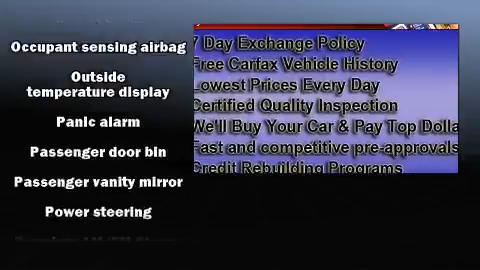 Occupant sensing airbag
Outside
temperature display
Panic alarm
Passenger door bin
Passenger vanity mirror
Power steering
7 Day Exchange Policy
Free Carfax Vehicle History
Lowest Prices Every Day
Certified Quality Inspection
We'll Buy Your Car & Pay Top Dolla
Fast and competitive pre-approvals
Credit Rebuilding Programs